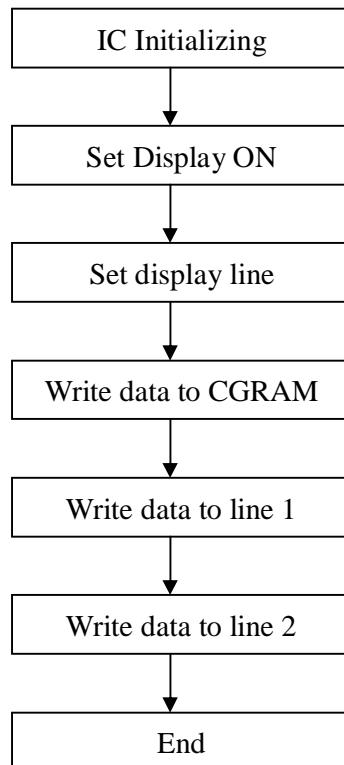 IC Initializing
Set Display ON
Set display line
Write data to CGRAM
Write data to line 1
Write data to line 2
End